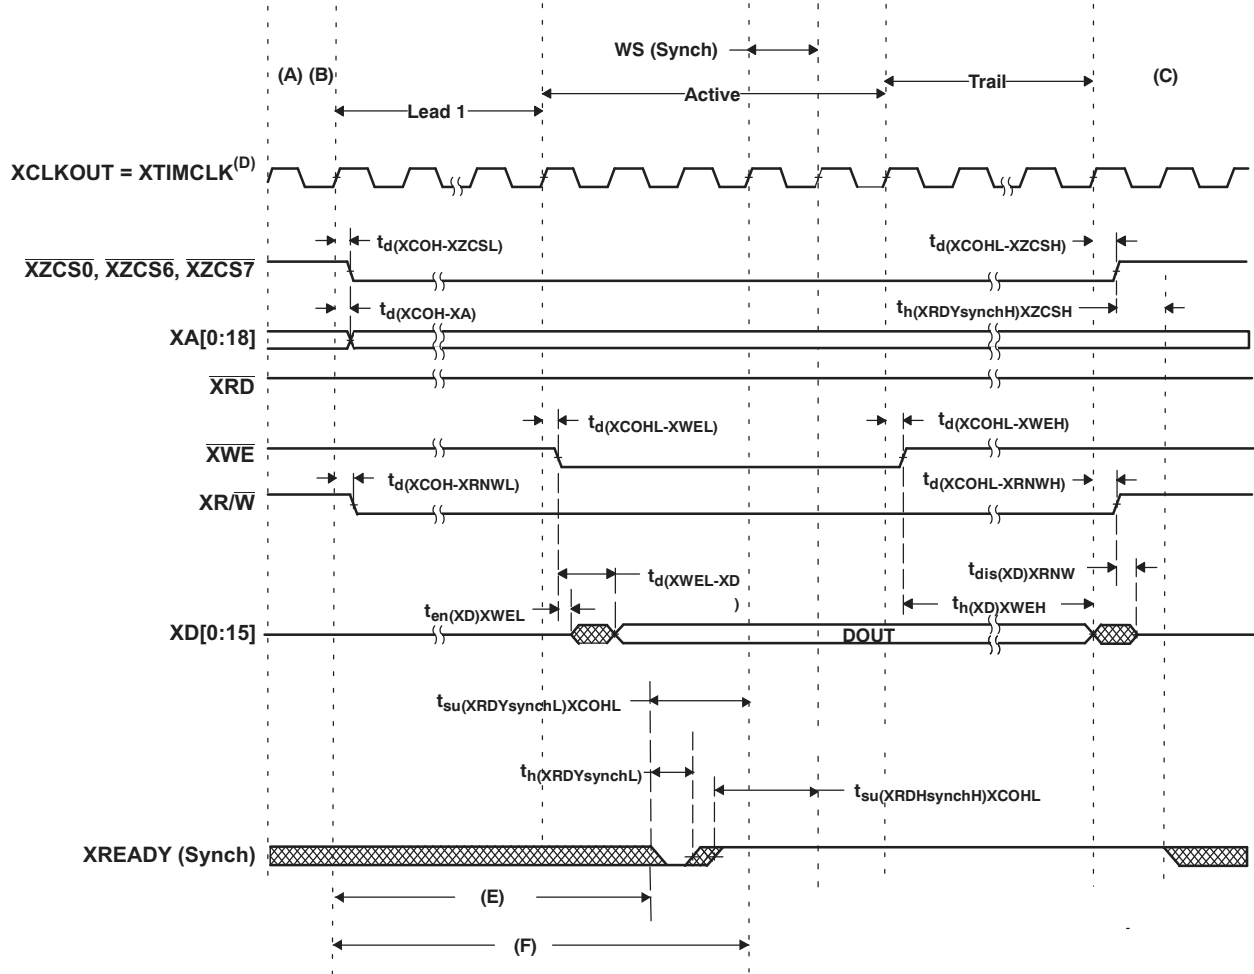 WS (Synch)
(A) (B)
(C)
Trail
Active
Lead 1
XCLKOUT = XTIMCLK(D)
td(XCOH-XZCSL)
td(XCOHL-XZCSH)
XZCS0, XZCS6, XZCS7
td(XCOH-XA)
th(XRDYsynchH)XZCSH
XA[0:18]
XRD
td(XCOHL-XWEL)
td(XCOHL-XWEH)
XWE
td(XCOH-XRNWL)
td(XCOHL-XRNWH)
XR/W
td(XWEL-XD
)
tdis(XD)XRNW
ten(XD)XWEL
th(XD)XWEH
XD[0:15]
DOUT
tsu(XRDYsynchL)XCOHL
th(XRDYsynchL)
tsu(XRDHsynchH)XCOHL
XREADY (Synch)
(E)
(F)